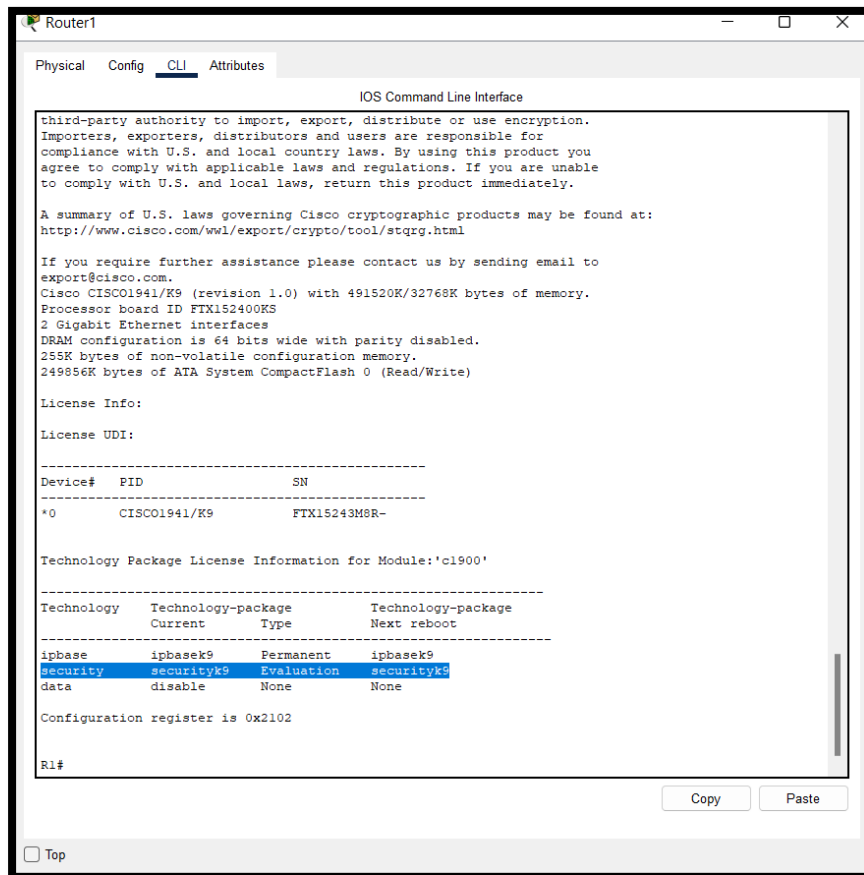 Router1
Physical Config CLI Attributes
IOS Command Line Interface
third-party authority to import, export, distribute or use encryption.
Importers, exporters, distributors and users are responsible for
compliance with U.S. and local country laws. By using this product you
agree to comply with applicable laws and regulations. If you are unable
to comply with U.S. and local laws, return this product immediately.
A summary of U.S. laws governing Cisco cryptographic products may be found at:
http://www.cisco.com/wwl/export/crypto/tool/stqrg.html
If you require further assistance please contact us by sending email to
export@cisco.com.
Cisco CISCO1941/K9 (revision 1.0) with 491520K/32768K bytes of memory.
Processor board ID FTX152400KS
2 Gigabit Ethernet interfaces
DRAM configuration is 64 bits wide with parity disabled.
255K bytes of non-volatile configuration memory.
249856K bytes of ATA System CompactFlash 0 (Read/Write)
License Info:
License UDI:
-------------------------------------------------
Device# PID SN
-------------------------------------------------
*0 CISCO1941/K9 FTX15243M8R-
Technology Package License Information for Module:'c1900'
----------------------------------------------------------------
Technology Technology-package Technology-package
Current Type Next reboot
-----------------------------------------------------------------
ipbase ipbasek9 Permanent ipbasek9
security securityk9 Evaluation securityk9
data disable None None
Configuration register is 0x2102
R1#
Copy Paste
Top